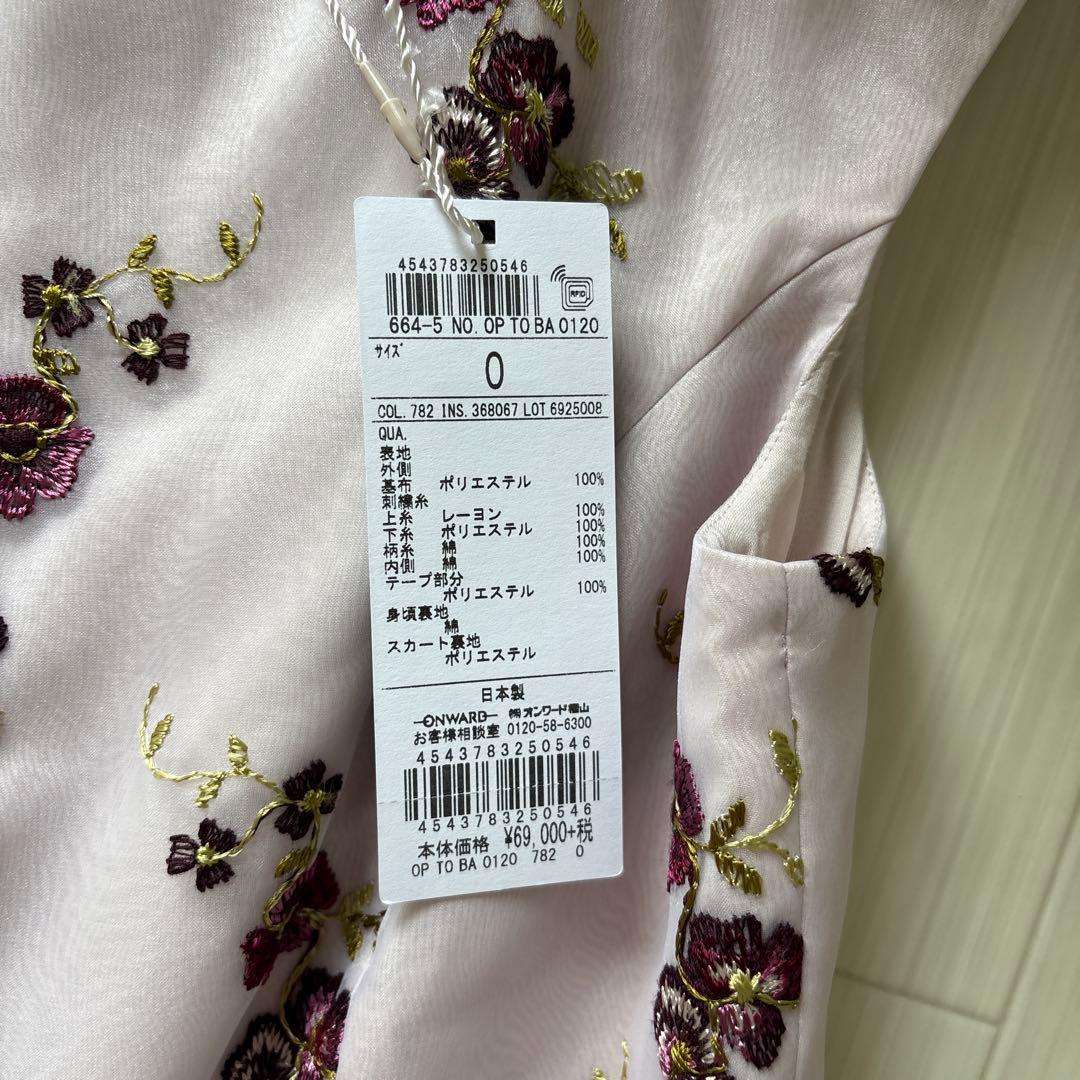 4543783250546
RFID
664-5 NO. OP TO BA 0120
サイズ
0
COL. 782 INS. 368067 LOT 6925008
QUA.
表地
外側
基布 ポリエステル 100%
刺繍糸
上糸 レーヨン 100%
下糸 ポリエステル 100%
柄糸 綿 100%
内側 綿 100%
テープ部分
ポリエステル 100%
身頃裏地
綿
スカート裏地
ポリエステル
日本製
ONWARD ㈱オンワード樫山
お客様相談室 0120-58-6300
4543783250546
4543783250546
本体価格 ¥69,000+税
OP TO BA 0120 782 0